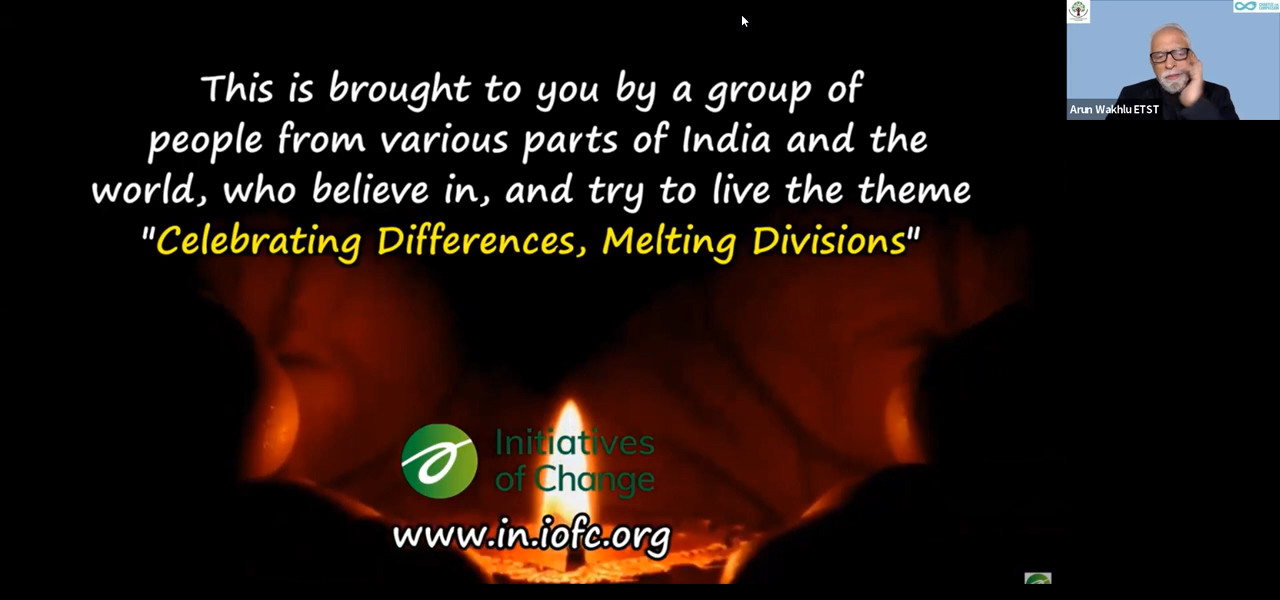 This is brought to you by a group of
people from various parts of India and the
world, who believe in, and try to live the theme
"Celebrating Differences, Melting Divisions"
Initiatives
of Change
www.in.iofc.org
Arun Wakhlu ETST